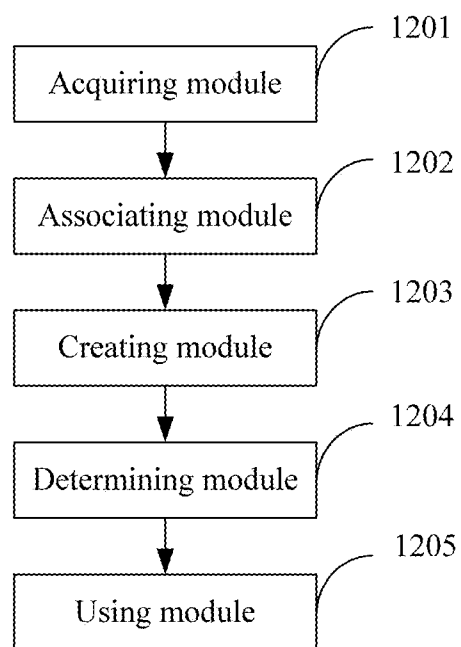 1201
Acquiring module
1202
Associating module
1203
Creating module
1204
Determining module
1205
Using module